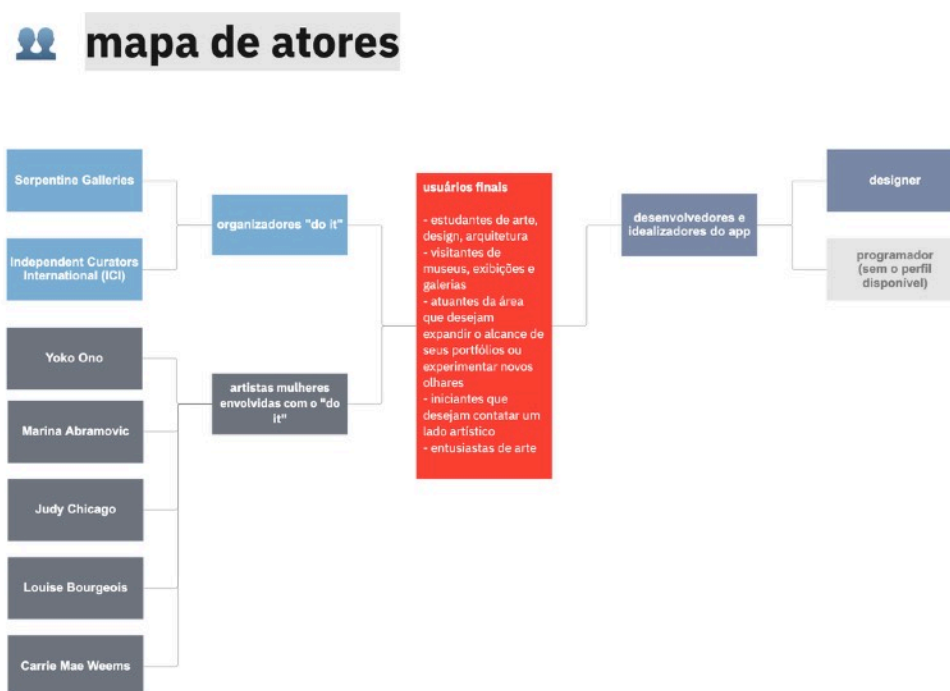 mapa de atores
Serpentine Galleries
Independent Curators
International (ICI)
organizadores "do it"
Yoko Ono
Marina Abramovic
Judy Chicago
Louise Bourgeois
Carrie Mae Weems
artistas mulheres
envolvidas com o "do
it"
usuários finais
- estudantes de arte,
design, arquitetura
- visitantes de
museus, exibições e
galerias
- atuantes da área
que desejam
expandir o alcance de
seus portfólios ou
experimentar novos
olhares
- iniciantes que
desejam contatar um
lado artístico
- entusiastas de arte
desenvolvedores e
idealizadores do app
designer
programador
(sem o perfil
disponível)